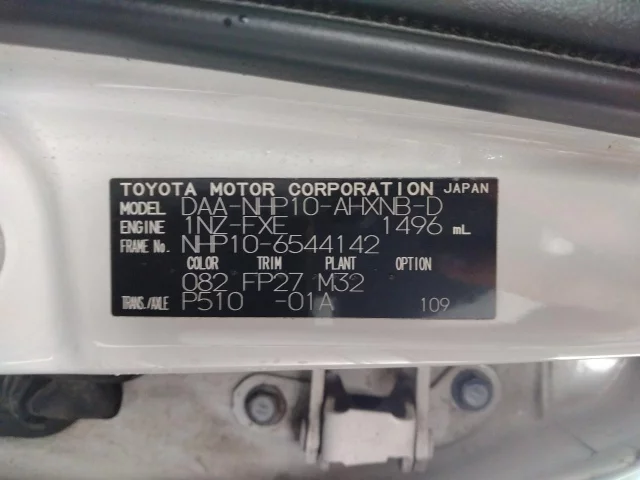 TOYOTA MOTOR CORPORATION JAPAN
MODEL DAA-NHP10-AHXNB-D
ENGINE 1NZ-FXE 1496 mL
FRAME No. NHP10-6544142
COLOR TRIM PLANT OPTION
082 FP27 M32
TRANS./AXLE P510 -01A 109